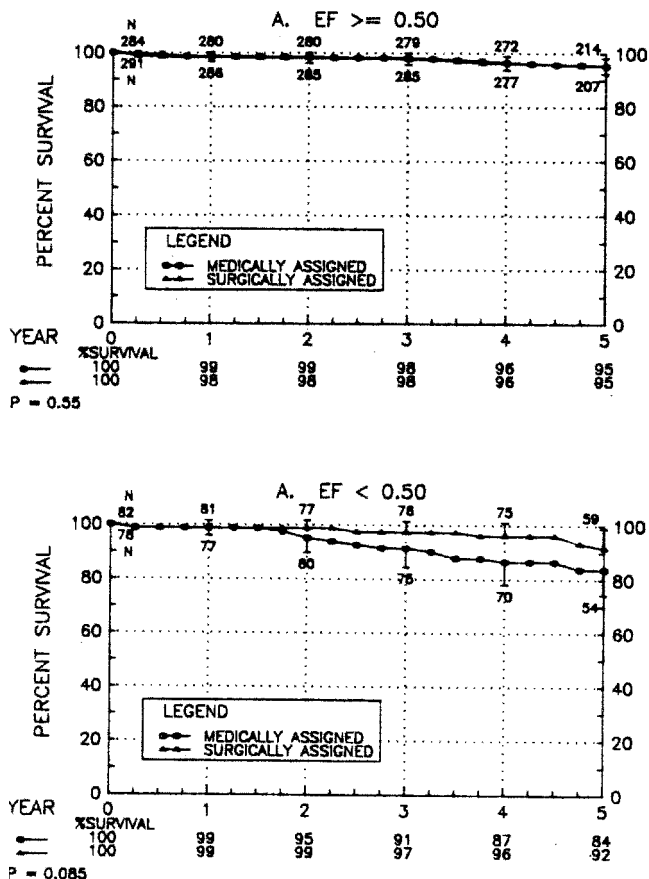 A. EF >= 0.50
N
284 280 280 279 272 214
100 100
291 286 285 285 277 207
N
80 80
60 60
40 40
20 20
0 0
PERCENT SURVIVAL
LEGEND
MEDICALLY ASSIGNED
SURGICALLY ASSIGNED
YEAR 0 1 2 3 4 5
%SURVIVAL
100 99 99 98 96 95
100 98 98 98 96 95
P = 0.55
A. EF < 0.50
N
82 81 77 78 75 59
100 100
78 77 80 54
N
70
80 80
60 60
40 40
20 20
0 0
PERCENT SURVIVAL
LEGEND
MEDICALLY ASSIGNED
SURGICALLY ASSIGNED
YEAR 0 1 2 3 4 5
%SURVIVAL
100 99 95 91 87 84
100 99 99 97 96 92
P = 0.085